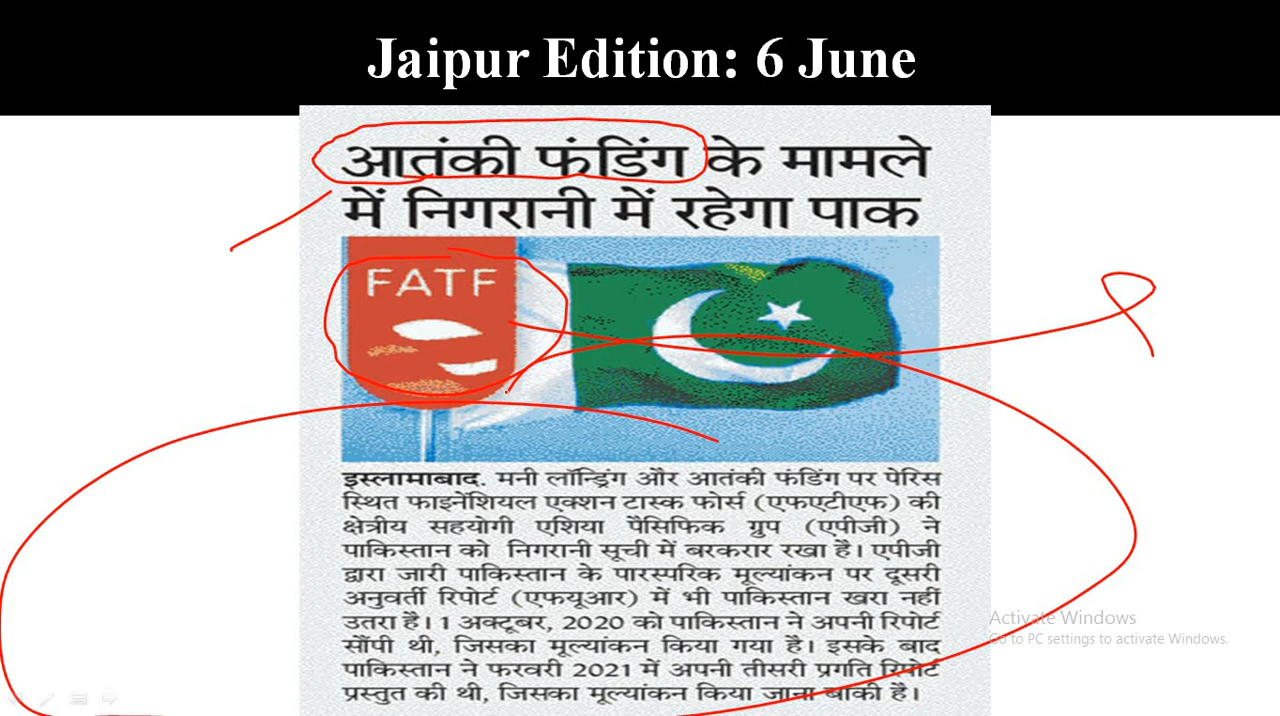 Jaipur Edition: 6 June
आतंकी फंडिंग के मामले
में निगरानी में रहेगा पाक
FATF
इस्लामाबाद. मनी लॉन्ड्रिंग और आतंकी फंडिंग पर पेरिस
स्थित फाइनेंशियल एक्शन टास्क फोर्स (एफएटीएफ) की
क्षेत्रीय सहयोगी एशिया पैसिफिक ग्रुप (एपीजी) ने
पाकिस्तान को निगरानी सूची में बरकरार रखा है। एपीजी
द्वारा जारी पाकिस्तान के पारस्परिक मूल्यांकन पर दूसरी
अनुवर्ती रिपोर्ट (एफयूआर) में भी पाकिस्तान खरा नहीं
उतरा है। 1 अक्टूबर, 2020 को पाकिस्तान ने अपनी रिपोर्ट
सौंपी थी, जिसका मूल्यांकन किया गया है। इसके बाद
पाकिस्तान ने फरवरी 2021 में अपनी तीसरी प्रगति रिपोर्ट
प्रस्तुत की थी, जिसका मूल्यांकन किया जाना बाकी है।
Activate Windows
Go to PC settings to activate Windows.